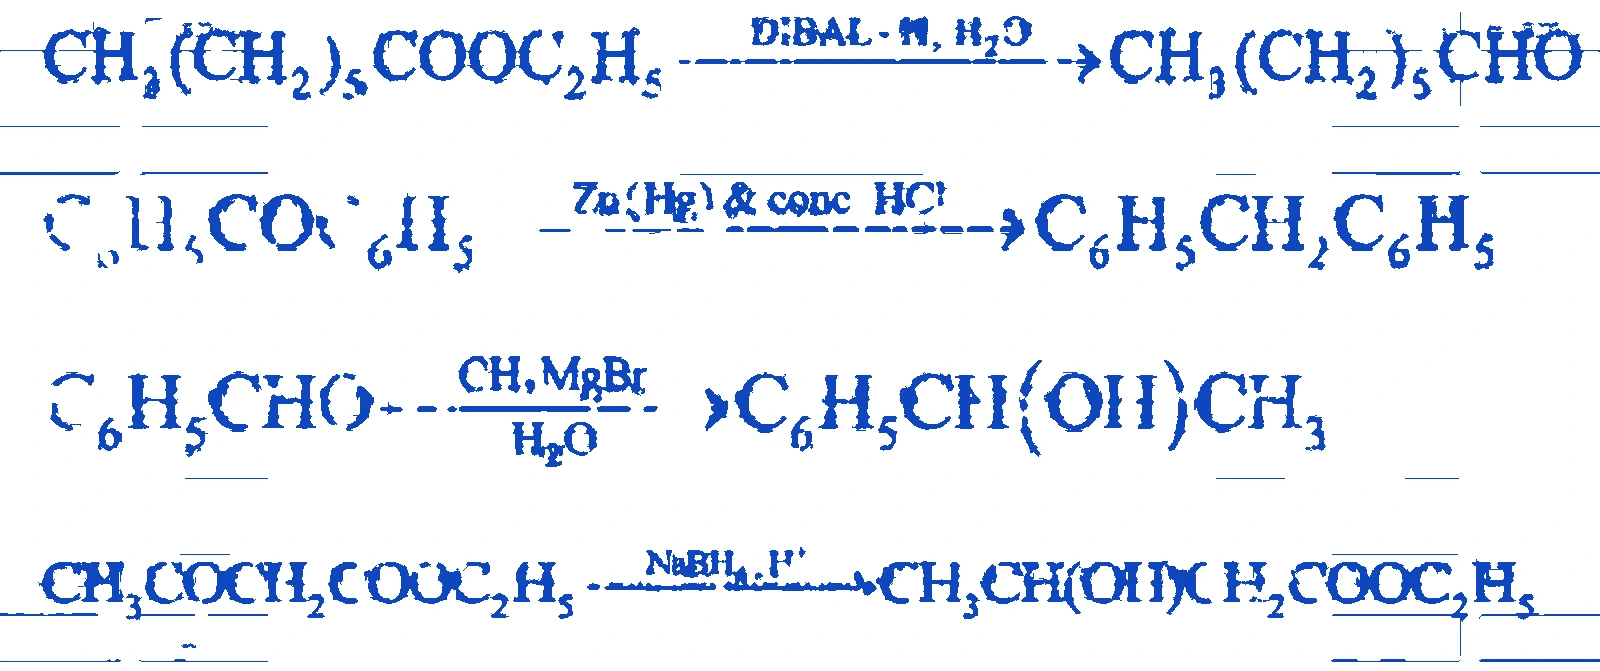 DiBAL-H, H₂O
CH₃(CH₂)₅COOC₂H₅ → CH₃(CH₂)₅CHO
Zn(Hg) & conc HCl
C₆H₅COC₆H₅ → C₆H₅CH₂C₆H₅
CH₃MgBr
C₆H₅CHO → C₆H₅CH(OH)CH₃
H₂O
NaBH₄, H⁺
CH₃COCH₂COOC₂H₅ → CH₃CH(OH)CH₂COOC₂H₅